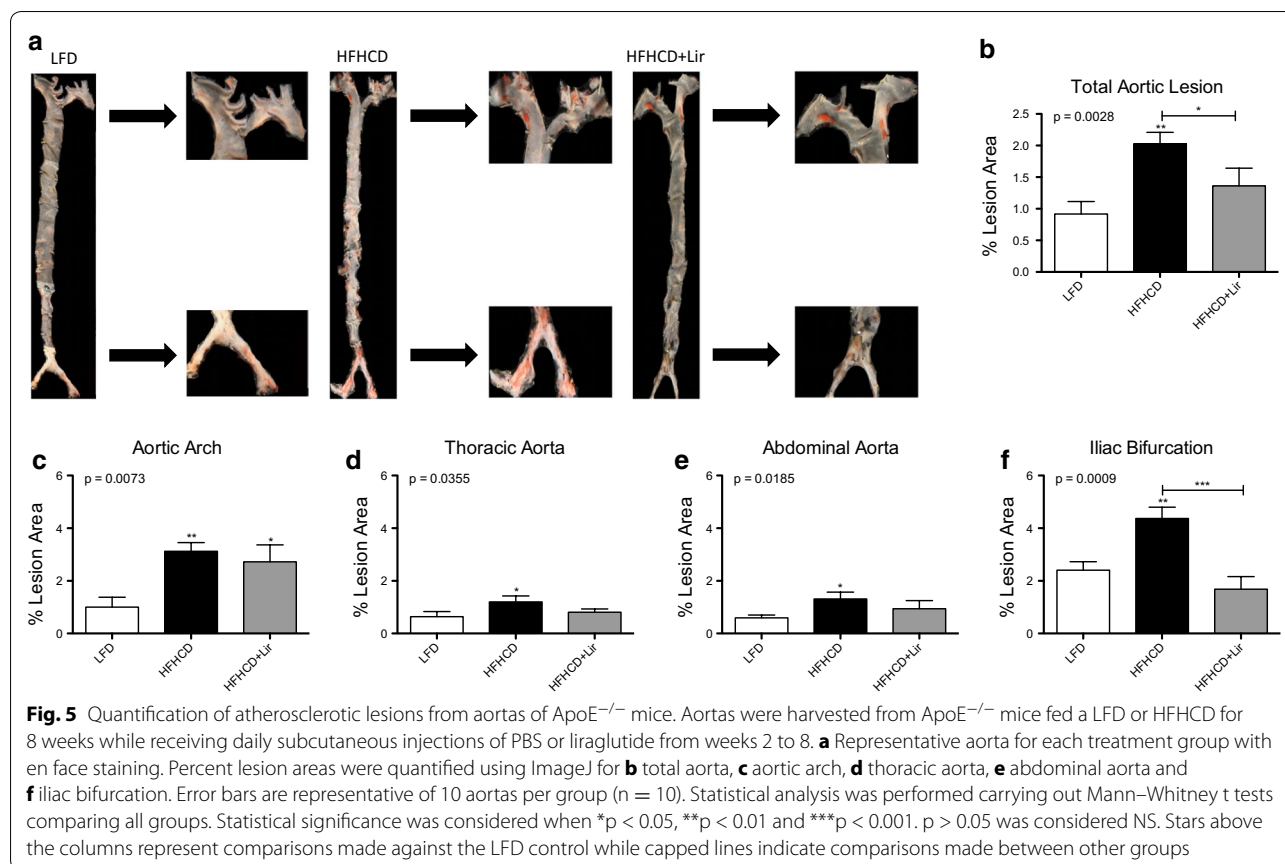 a
LFD
HFHCD
HFHCD+Lir
b
Total Aortic Lesion
p = 0.0028
*
**
% Lesion Area
2.5
2.0
1.5
1.0
0.5
0.0
LFD
HFHCD
HFHCD+Lir
c
Aortic Arch
p = 0.0073
**
*
% Lesion Area
6
4
2
0
LFD
HFHCD
HFHCD+Lir
d
Thoracic Aorta
p = 0.0355
*
% Lesion Area
6
4
2
0
LFD
HFHCD
HFHCD+Lir
e
Abdominal Aorta
p = 0.0185
*
% Lesion Area
6
4
2
0
LFD
HFHCD
HFHCD+Lir
f
Iliac Bifurcation
p = 0.0009
***
**
% Lesion Area
6
4
2
0
LFD
HFHCD
HFHCD+Lir
Fig. 5 Quantification of atherosclerotic lesions from aortas of ApoE−/− mice. Aortas were harvested from ApoE−/− mice fed a LFD or HFHCD for
8 weeks while receiving daily subcutaneous injections of PBS or liraglutide from weeks 2 to 8. a Representative aorta for each treatment group with
en face staining. Percent lesion areas were quantified using ImageJ for b total aorta, c aortic arch, d thoracic aorta, e abdominal aorta and
f iliac bifurcation. Error bars are representative of 10 aortas per group (n = 10). Statistical analysis was performed carrying out Mann–Whitney t tests
comparing all groups. Statistical significance was considered when *p < 0.05, **p < 0.01 and ***p < 0.001. p > 0.05 was considered NS. Stars above
the columns represent comparisons made against the LFD control while capped lines indicate comparisons made between other groups